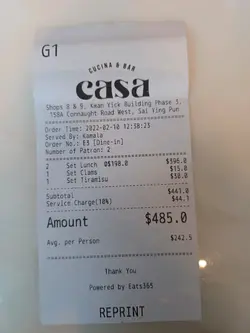 G1
CUCINA & BAR
casa
Shops 8 & 9, Kwan Yick Building Phase 3,
158A Connaught Road West, Sai Ying Pun
Order Time: 2022-02-10 12:38:25
Served By: Kamala
Order No.: 03 [Dine-in]
Number of Patron: 2
2 Set Lunch @$198.0 $396.0
1 Set Clams $15.0
1 Set Tiramisu $30.0
Subtotal $441.0
Service Charge(10%) $44.1
Amount $485.0
Avg. per Person $242.5
Thank You
Powered by Eats365
REPRINT